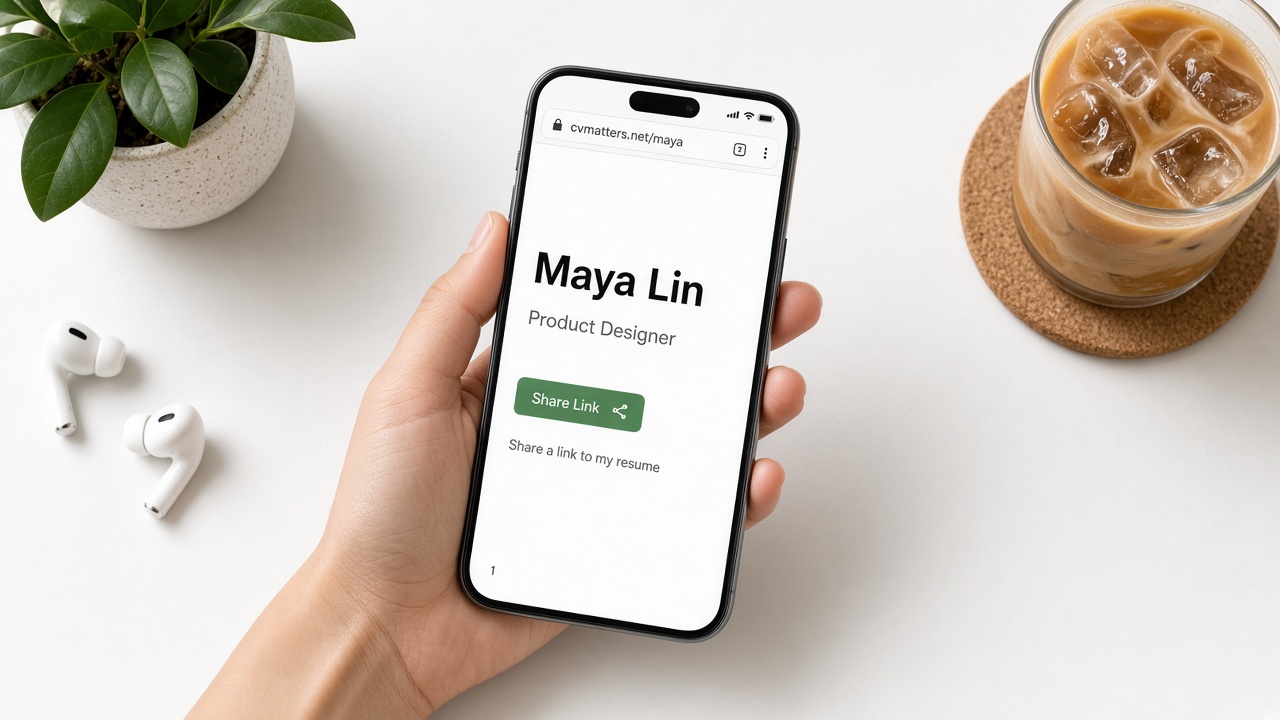 cvmatters.net/maya
2
Maya Lin
Product Designer
Share Link
Share a link to my resume
1